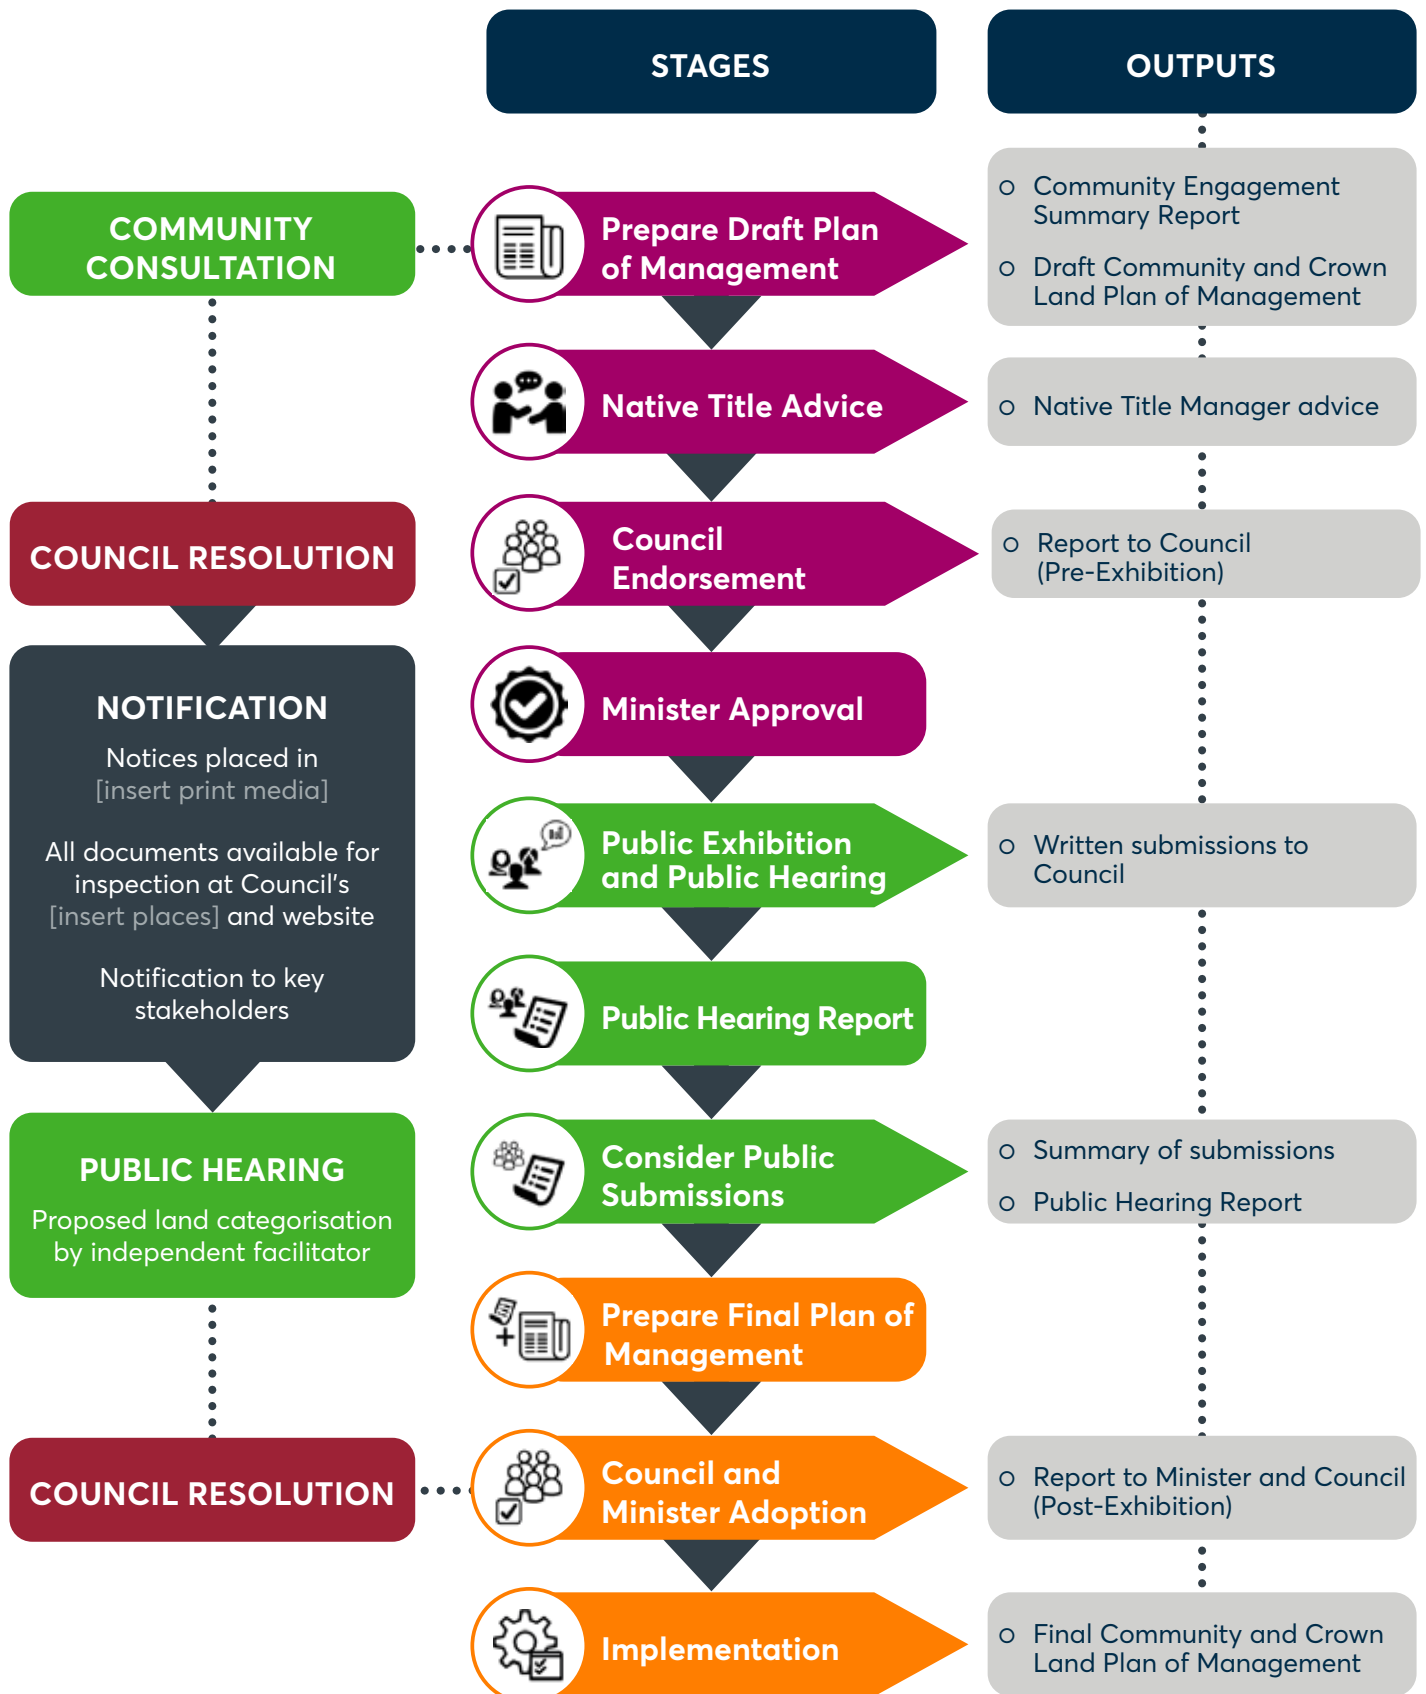 STAGES
OUTPUTS
COMMUNITY
CONSULTATION
Prepare Draft Plan
of Management
○ Community Engagement
Summary Report
○ Draft Community and Crown
Land Plan of Management
Native Title Advice
○ Native Title Manager advice
COUNCIL RESOLUTION
Council
Endorsement
○ Report to Council
(Pre-Exhibition)
NOTIFICATION
Notices placed in
[insert print media]
All documents available for
inspection at Council's
[insert places] and website
Notification to key
stakeholders
Minister Approval
Public Exhibition
and Public Hearing
○ Written submissions to
Council
Public Hearing Report
PUBLIC HEARING
Proposed land categorisation
by independent facilitator
Consider Public
Submissions
○ Summary of submissions
○ Public Hearing Report
Prepare Final Plan of
Management
COUNCIL RESOLUTION
Council and
Minister Adoption
○ Report to Minister and Council
(Post-Exhibition)
Implementation
○ Final Community and Crown
Land Plan of Management